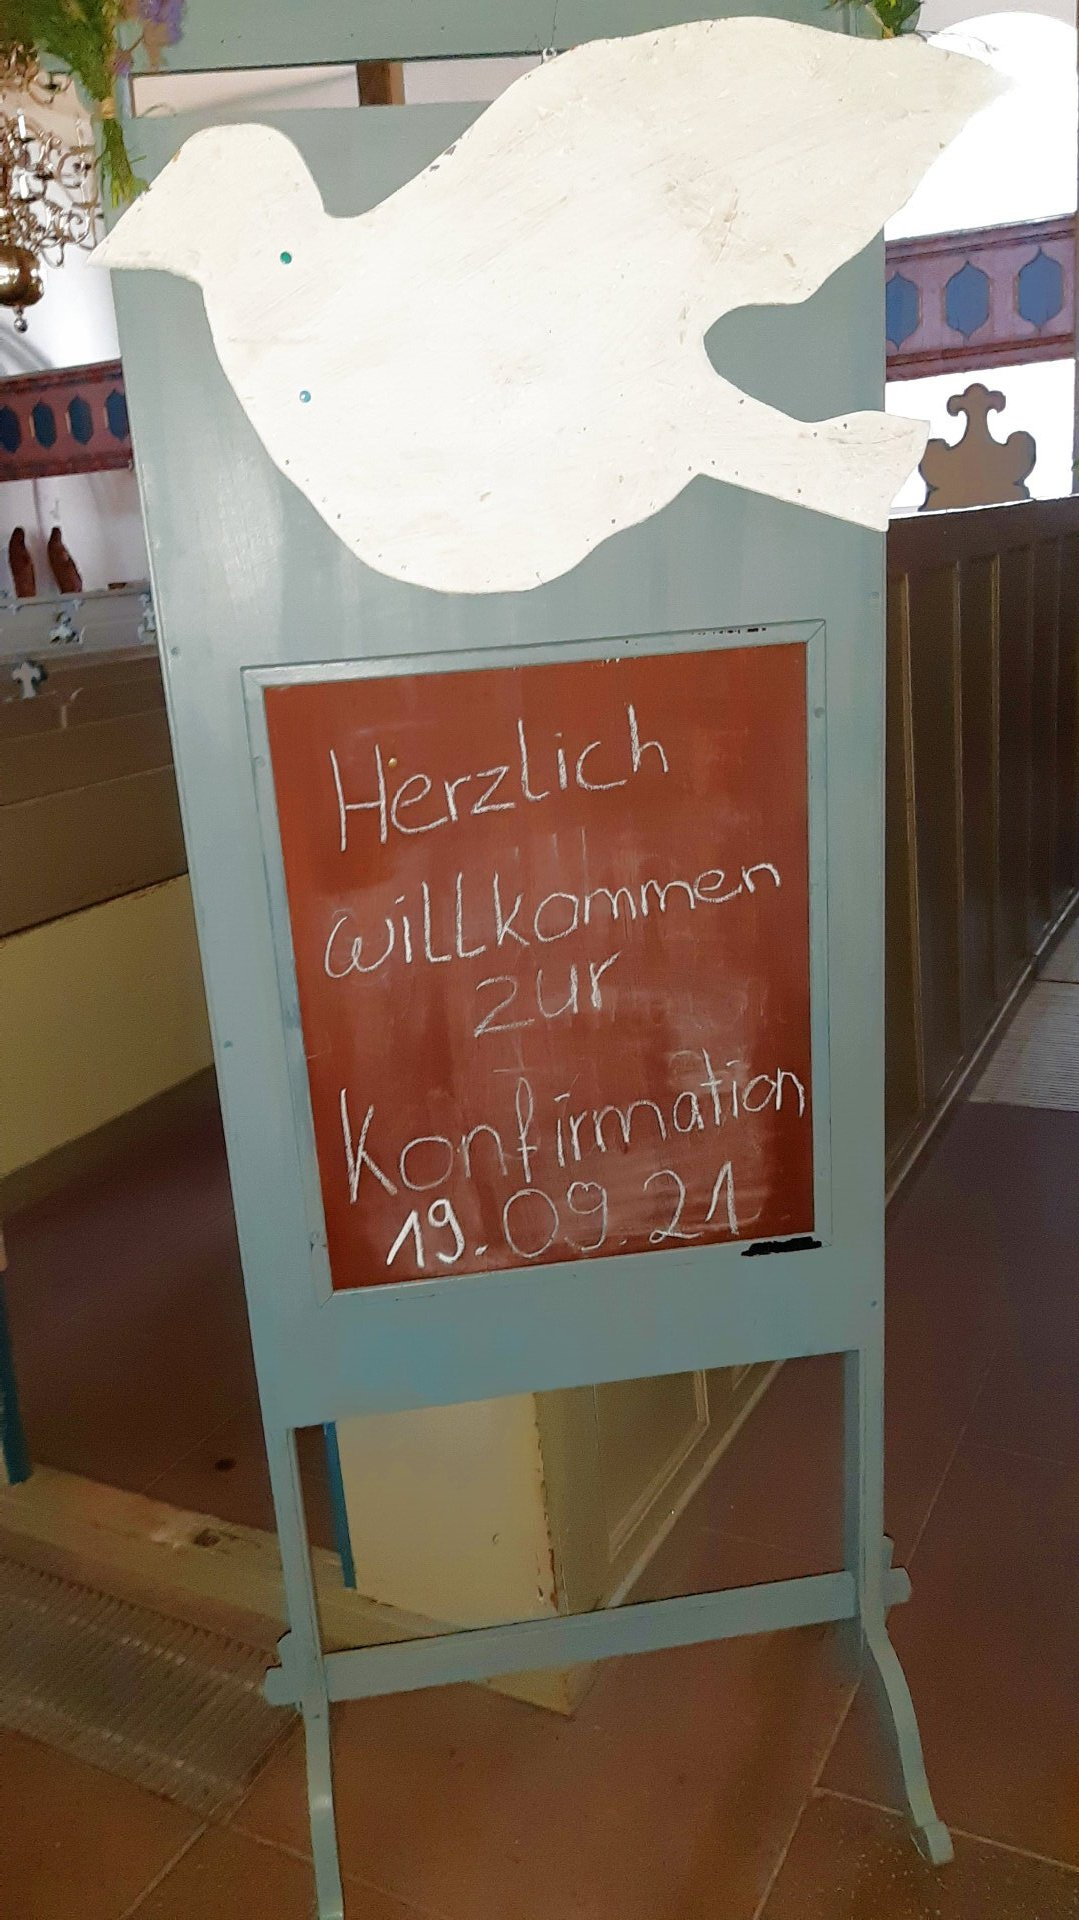 Herzlich
willkommen
zur
Konfirmation
19.09.21